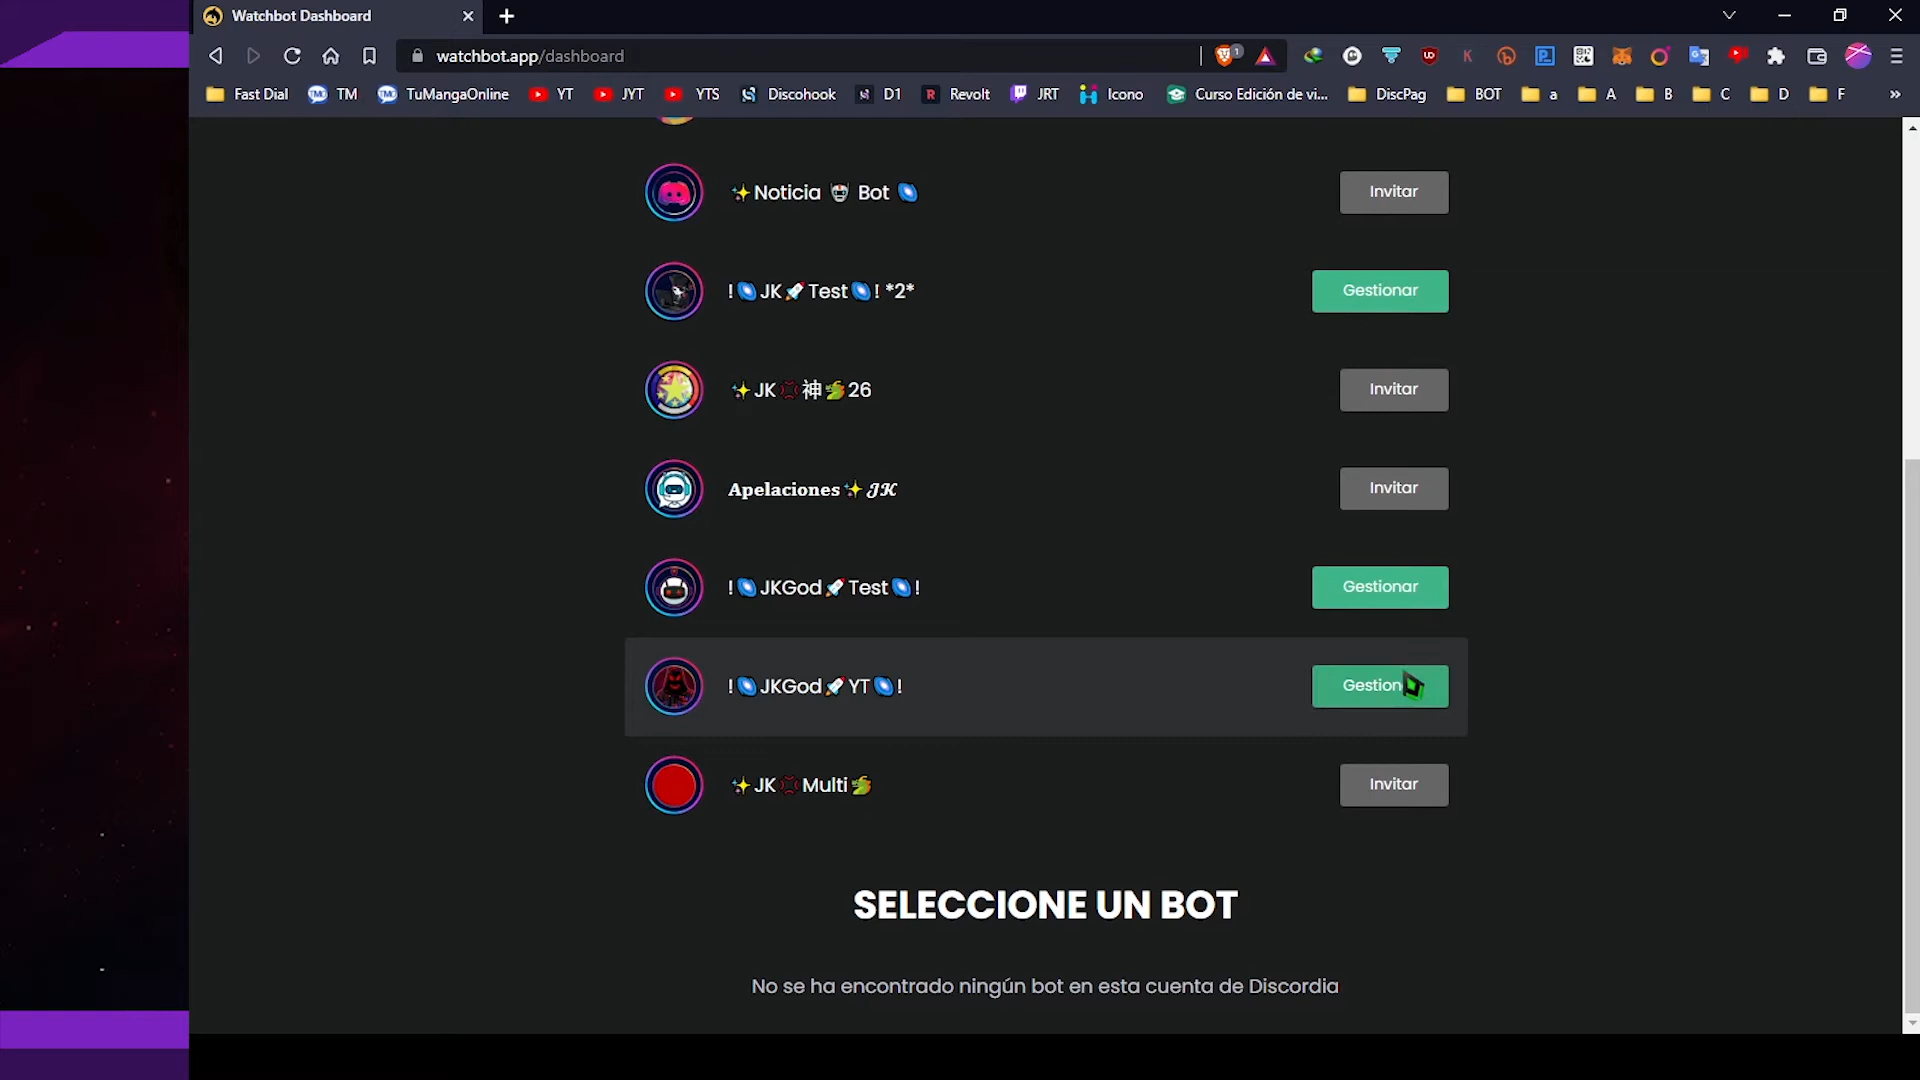 Watchbot Dashboard
watchbot.app/dashboard
Fast Dial TM TuMangaOnline YT JYT YTS Discohook D1 Revolt JRT Icono Curso Edición de vi... DiscPag BOT a A B C D F »
✨Noticia 🤖 Bot 🌀 Invitar
!🌀JK🚀Test🌀! *2* Gestionar
✨JK💢神🐲26 Invitar
𝐀𝐩𝐞𝐥𝐚𝐜𝐢𝐨𝐧𝐞𝐬✨𝓙𝓚 Invitar
!🌀JKGod🚀Test🌀! Gestionar
!🌀JKGod🚀YT🌀! Gestion
✨JK💢Multi🐲 Invitar
SELECCIONE UN BOT
No se ha encontrado ningún bot en esta cuenta de Discordia